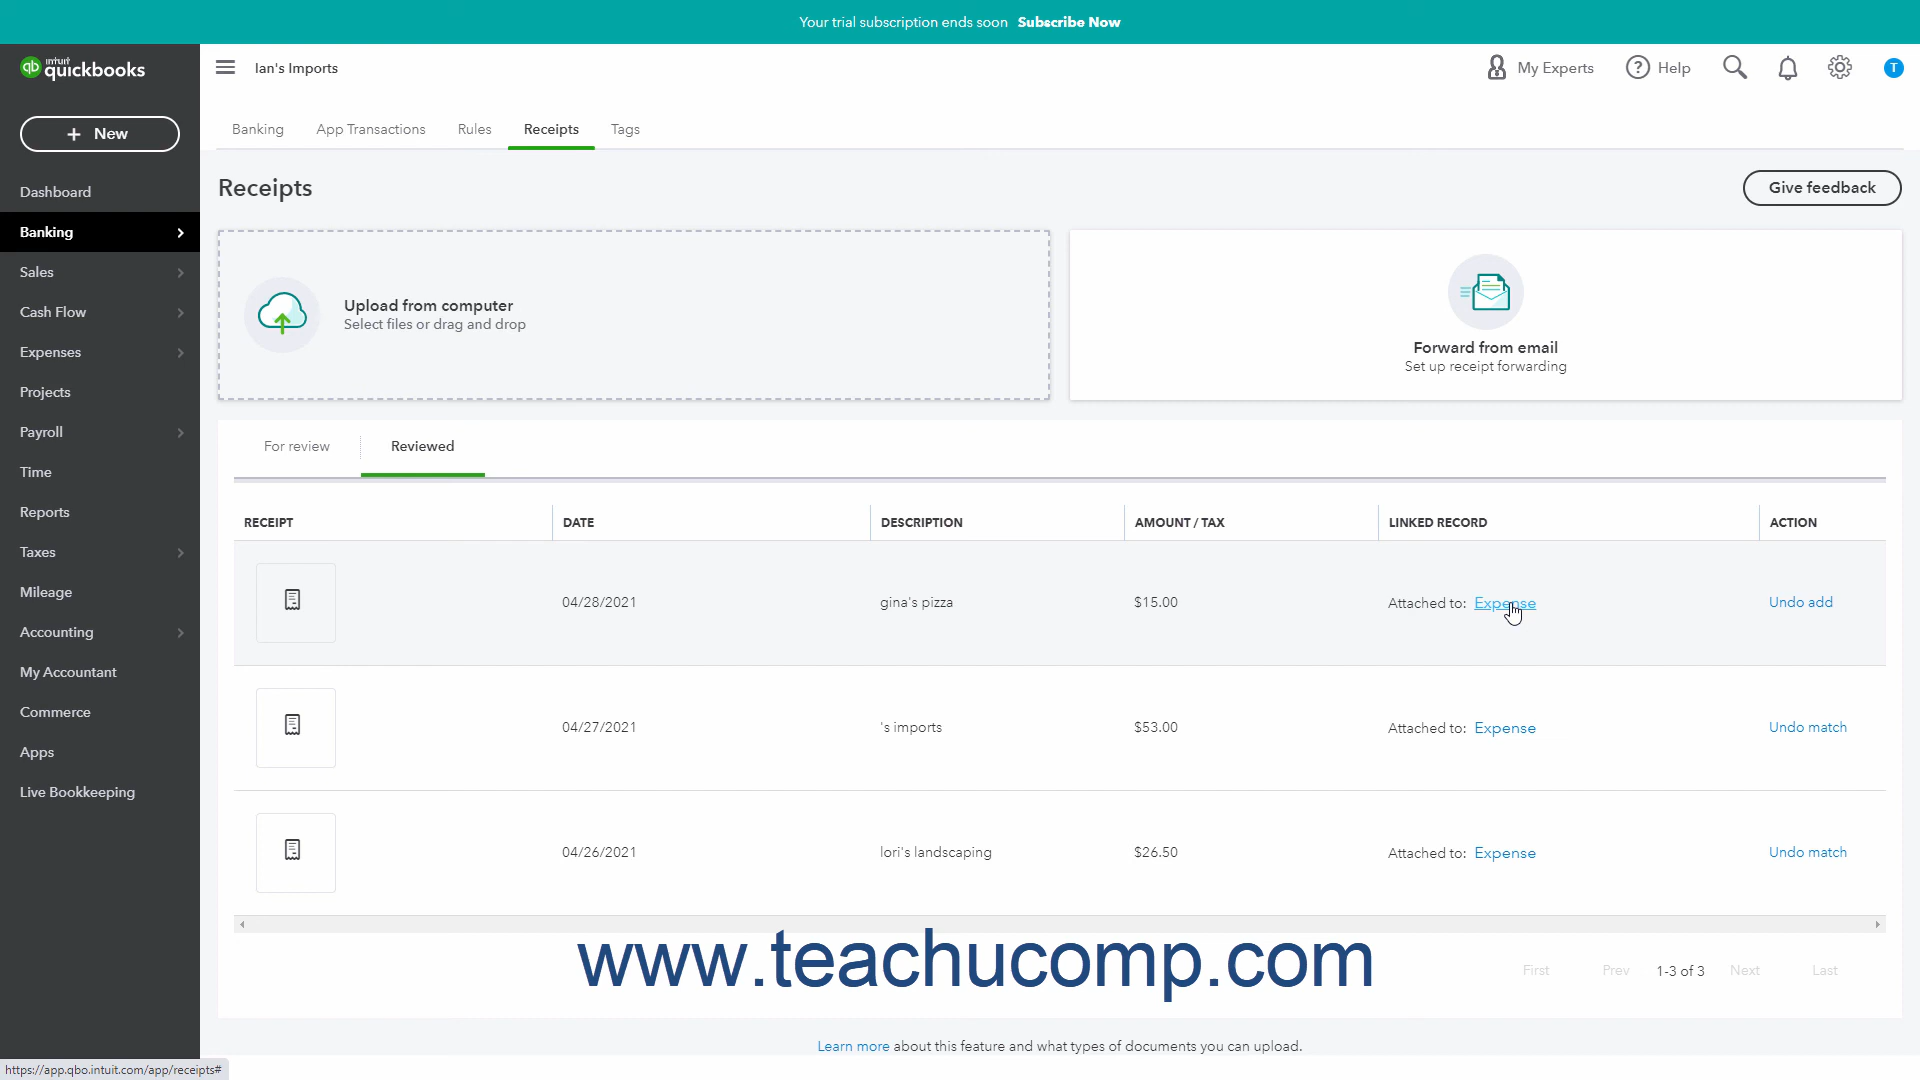 Your trial subscription ends soon Subscribe Now
intuit
qb quickbooks
Ian's Imports
My Experts
? Help
T
+ New
Banking App Transactions Rules Receipts Tags
Dashboard
Banking
Sales
Cash Flow
Expenses
Projects
Payroll
Time
Reports
Taxes
Mileage
Accounting
My Accountant
Commerce
Apps
Live Bookkeeping
Receipts
Give feedback
Upload from computer
Select files or drag and drop
Forward from email
Set up receipt forwarding
For review Reviewed
RECEIPT DATE DESCRIPTION AMOUNT / TAX LINKED RECORD ACTION
04/28/2021 gina's pizza $15.00 Attached to: Expense Undo add
04/27/2021 's imports $53.00 Attached to: Expense Undo match
04/26/2021 lori's landscaping $26.50 Attached to: Expense Undo match
www.teachucomp.com
First Prev 1-3 of 3 Next Last
Learn more about this feature and what types of documents you can upload.
https://app.qbo.intuit.com/app/receipts#